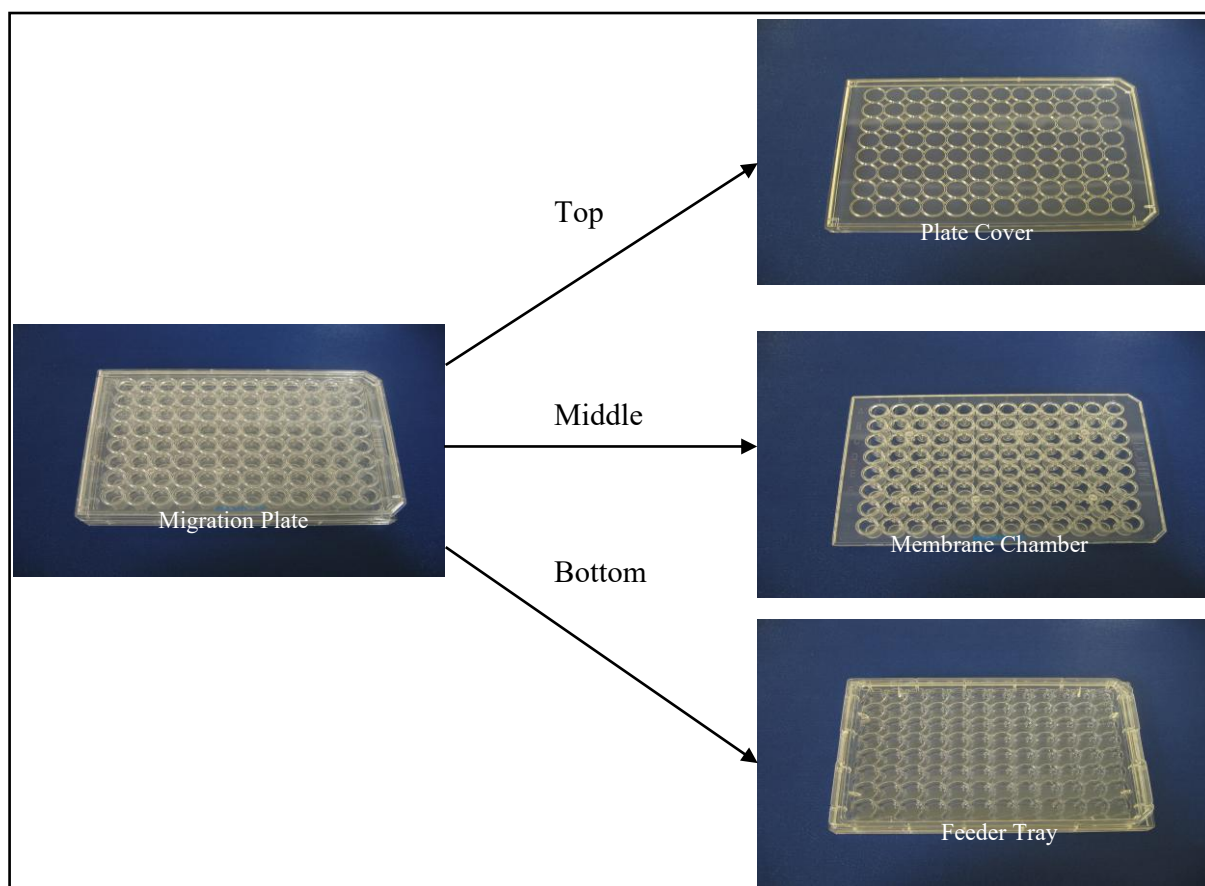 Top
Plate Cover
Migration Plate
Middle
Membrane Chamber
Bottom
Feeder Tray